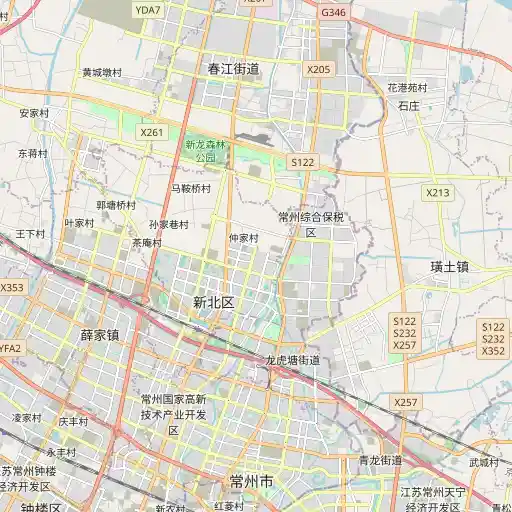 G346
YDA7
春江街道
X205
黄城墩村
花港苑村
安家村
石庄
X261
新龙森林
公园
东蒋村
S122
马鞍桥村
X213
郭塘桥村
常州综合保税
区
叶家村
孙家巷村
王下村
茶庵村
仲家村
璜土镇
X353
新北区
S122
S232
X257
S122
S232
X352
薛家镇
YFA2
龙虎塘街道
常州国家高新
技术产业开发
区
X257
凌家村
庆丰村
永丰村
青龙街道
武城村
江苏常州钟楼
经济开发区
常州市
江苏常州天宁
经济开发区
钟楼区
新农村
红菱村
青松